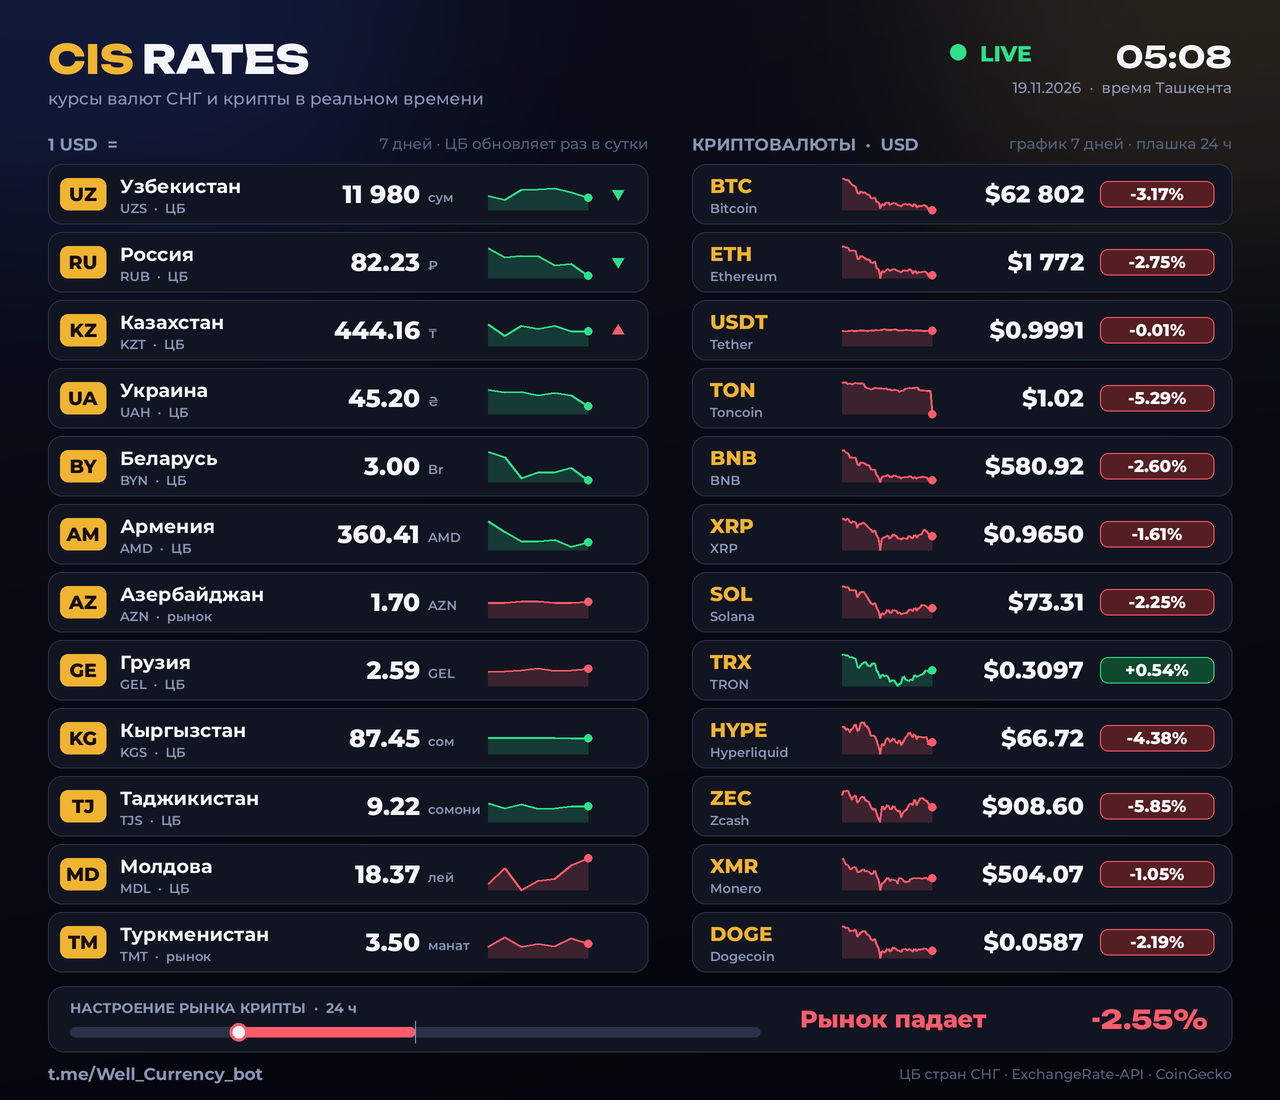 CIS RATES
курсы валют СНГ и крипты в реальном времени
LIVE 05:08
19.11.2026 · время Ташкента
1 USD =
7 дней · ЦБ обновляет раз в сутки
UZ Узбекистан 11 980 сум
UZS · ЦБ
RU Россия 82.23 ₽
RUB · ЦБ
KZ Казахстан 444.16 ₸
KZT · ЦБ
UA Украина 45.20 ₴
UAH · ЦБ
BY Беларусь 3.00 Br
BYN · ЦБ
AM Армения 360.41 AMD
AMD · ЦБ
AZ Азербайджан 1.70 AZN
AZN · рынок
GE Грузия 2.59 GEL
GEL · ЦБ
KG Кыргызстан 87.45 сом
KGS · ЦБ
TJ Таджикистан 9.22 сомони
TJS · ЦБ
MD Молдова 18.37 лей
MDL · ЦБ
TM Туркменистан 3.50 манат
TMT · рынок
КРИПТОВАЛЮТЫ · USD
график 7 дней · плашка 24 ч
BTC $62 802 -3.17%
Bitcoin
ETH $1 772 -2.75%
Ethereum
USDT $0.9991 -0.01%
Tether
TON $1.02 -5.29%
Toncoin
BNB $580.92 -2.60%
BNB
XRP $0.9650 -1.61%
XRP
SOL $73.31 -2.25%
Solana
TRX $0.3097 +0.54%
TRON
HYPE $66.72 -4.38%
Hyperliquid
ZEC $908.60 -5.85%
Zcash
XMR $504.07 -1.05%
Monero
DOGE $0.0587 -2.19%
Dogecoin
НАСТРОЕНИЕ РЫНКА КРИПТЫ · 24 ч
Рынок падает -2.55%
t.me/Well_Currency_bot
ЦБ стран СНГ · ExchangeRate-API · CoinGecko